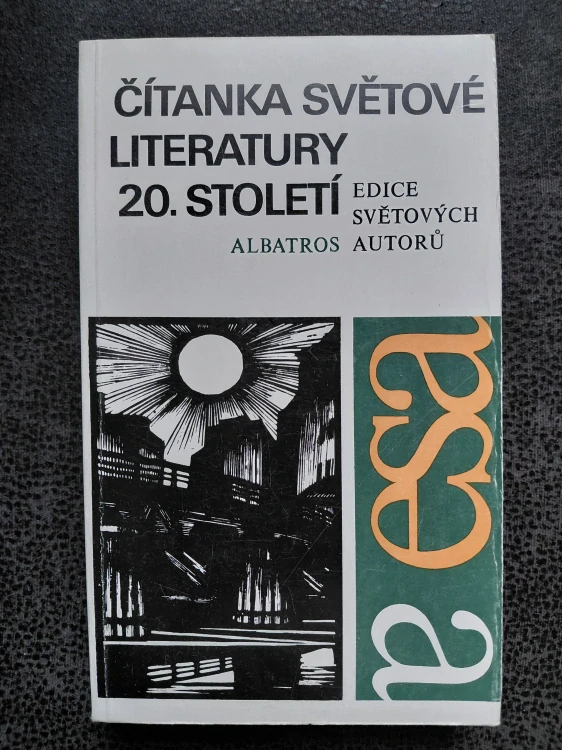 ČÍTANKA SVĚTOVÉ
LITERATURY
20. STOLETÍ
EDICE
SVĚTOVÝCH
AUTORŮ
ALBATROS
esa
a